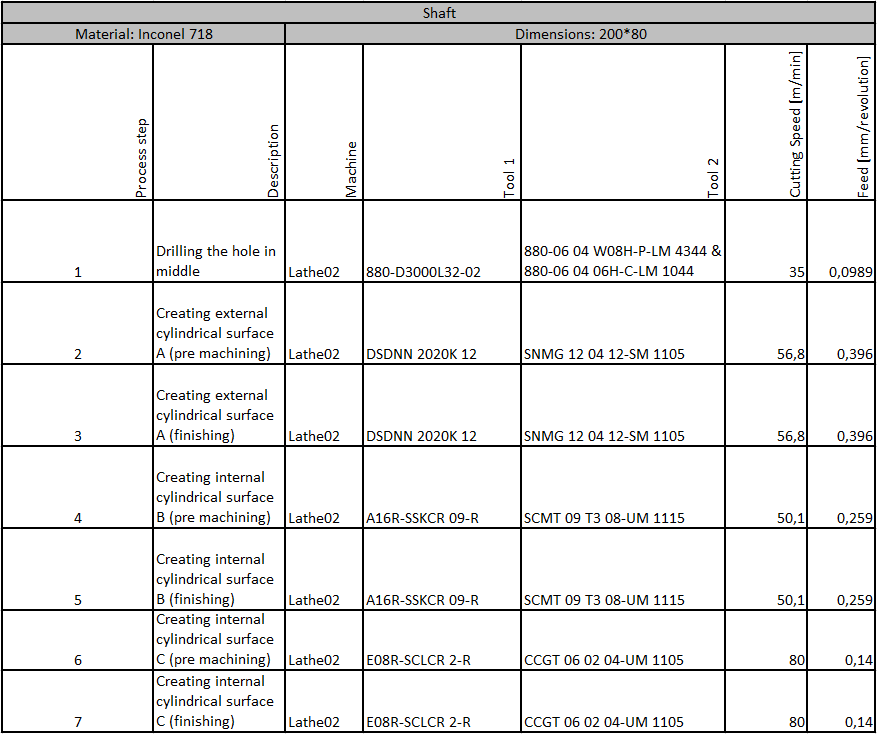 Shaft
Material: Inconel 718
Dimensions: 200*80
Process step
Description
Machine
Tool 1
Tool 2
Cutting Speed [m/min]
Feed [mm/revolution]
1
Drilling the hole in
middle
Lathe02
880-D3000L32-02
880-06 04 W08H-P-LM 4344 &
880-06 04 06H-C-LM 1044
35
0,0989
2
Creating external
cylindrical surface
A (pre machining)
Lathe02
DSDNN 2020K 12
SNMG 12 04 12-SM 1105
56,8
0,396
3
Creating external
cylindrical surface
A (finishing)
Lathe02
DSDNN 2020K 12
SNMG 12 04 12-SM 1105
56,8
0,396
4
Creating internal
cylindrical surface
B (pre machining)
Lathe02
A16R-SSKCR 09-R
SCMT 09 T3 08-UM 1115
50,1
0,259
5
Creating internal
cylindrical surface
B (finishing)
Lathe02
A16R-SSKCR 09-R
SCMT 09 T3 08-UM 1115
50,1
0,259
6
Creating internal
cylindrical surface
C (pre machining)
Lathe02
E08R-SCLCR 2-R
CCGT 06 02 04-UM 1105
80
0,14
7
Creating internal
cylindrical surface
C (finishing)
Lathe02
E08R-SCLCR 2-R
CCGT 06 02 04-UM 1105
80
0,14